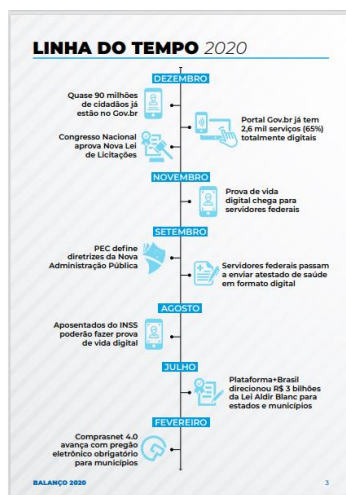 LINHA DO TEMPO 2020
DEZEMBRO
Quase 90 milhões
de cidadãos já
estão no Gov.br
Portal Gov.br já tem
2,6 mil serviços (65%)
totalmente digitais
Congresso Nacional
aprova Nova Lei
de Licitações
NOVEMBRO
Prova de vida
digital chega para
servidores federais
SETEMBRO
PEC define
diretrizes da Nova
Administração Pública
Servidores federais passam
a enviar atestado de saúde
em formato digital
AGOSTO
Aposentados do INSS
poderão fazer prova
de vida digital
JULHO
Plataforma+Brasil
direcionou R$ 3 bilhões
da Lei Aldir Blanc para
estados e municípios
FEVEREIRO
Comprasnet 4.0
avança com pregão
eletrônico obrigatório
para municípios
BALANÇO 2020
3